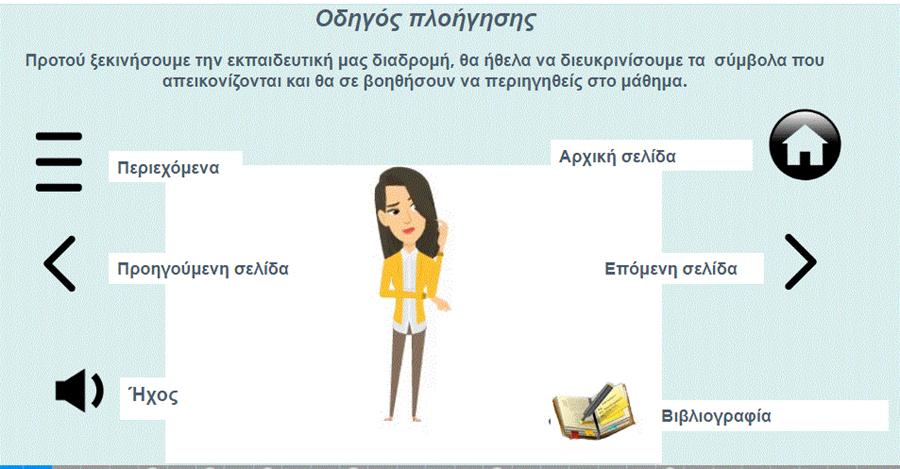 Οδηγός πλοήγησης
Προτού ξεκινήσουμε την εκπαιδευτική μας διαδρομή, θα ήθελα να διευκρινίσουμε τα σύμβολα που
απεικονίζονται και θα σε βοηθήσουν να περιηγηθείς στο μάθημα.
Περιεχόμενα
Αρχική σελίδα
Προηγούμενη σελίδα
Επόμενη σελίδα
Ήχος
Βιβλιογραφία